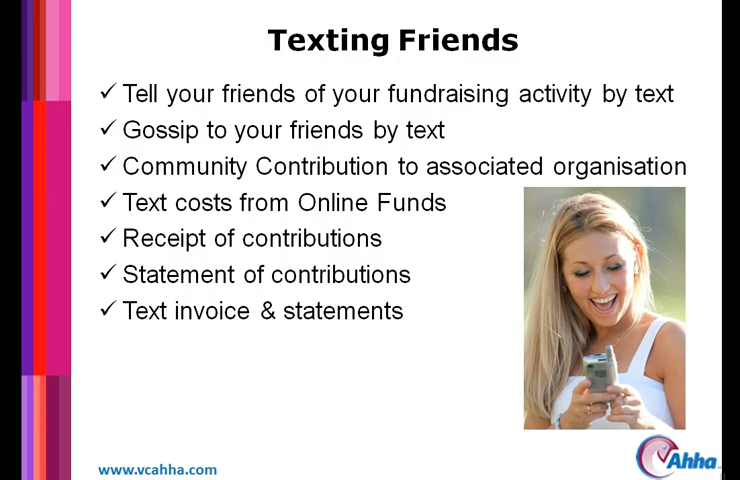 Texting Friends
Tell your friends of your fundraising activity by text
Gossip to your friends by text
Community Contribution to associated organisation
Text costs from Online Funds
Receipt of contributions
Statement of contributions
Text invoice & statements
www.vcahha.com
Ahha